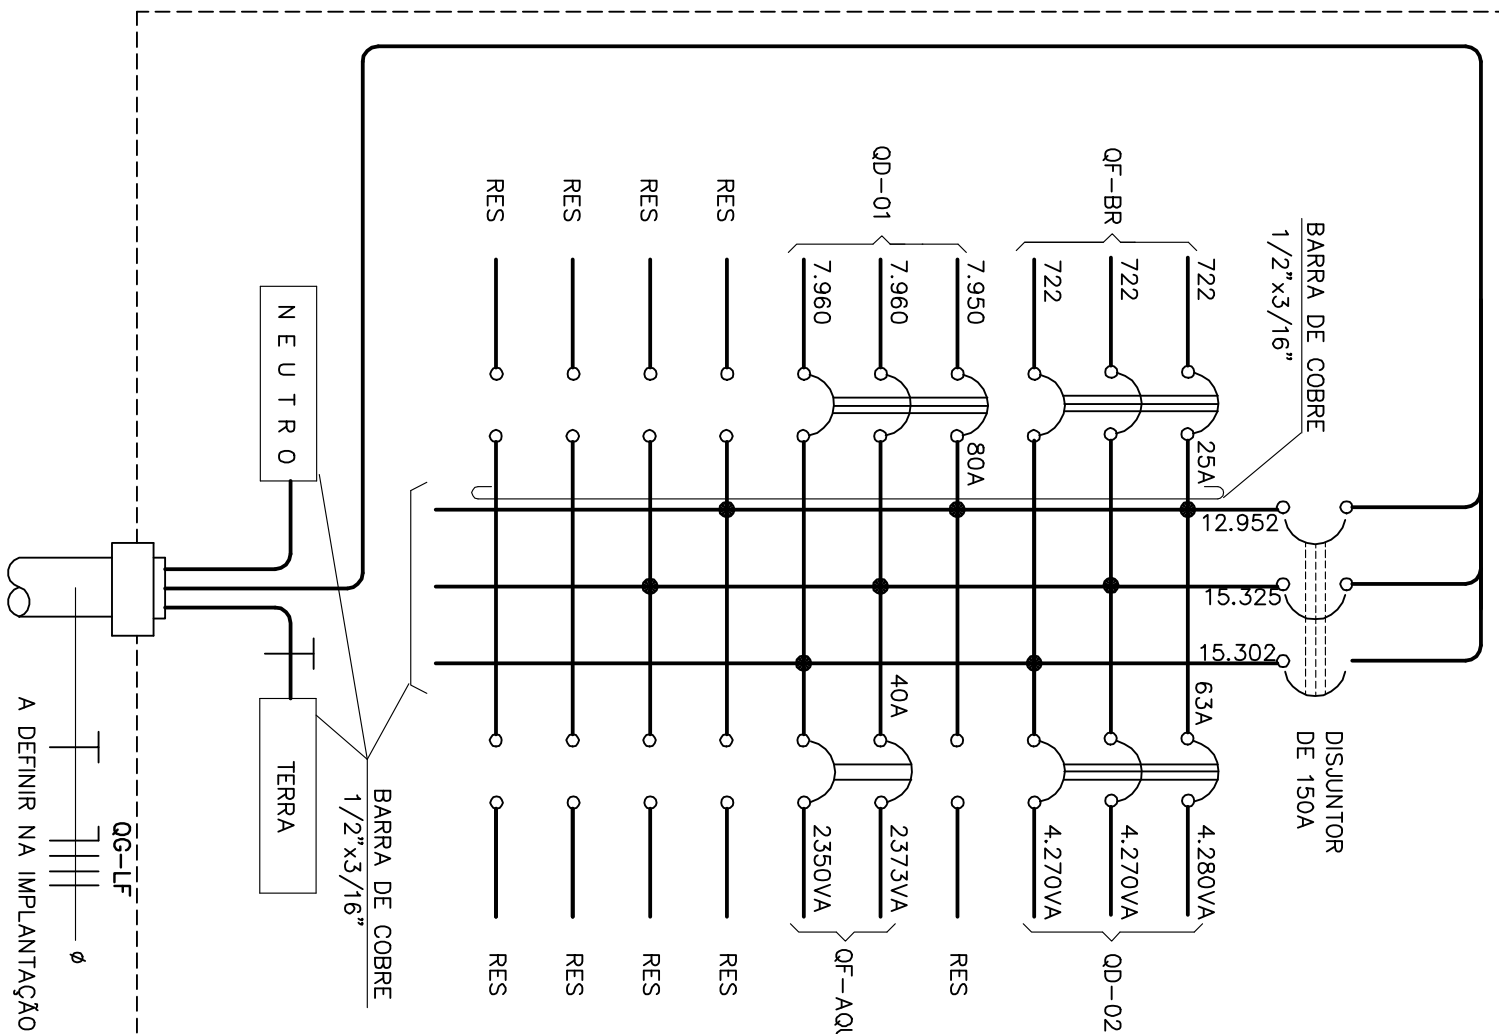 BARRA DE COBRE
1/2"x3/16"
QF-BR
722
722
722
25A
QD-01
7.950
7.960
7.960
80A
RES
RES
RES
RES
NEUTRO
12.952
15.325
15.302
DISJUNTOR
DE 150A
63A
4.280VA
4.270VA
4.270VA
QD-02
RES
40A
2373VA
2350VA
RES
RES
RES
RES
BARRA DE COBRE
1/2"x3/16"
TERRA
QG-LF
ø
A DEFINIR NA IMPLANTAÇÃO